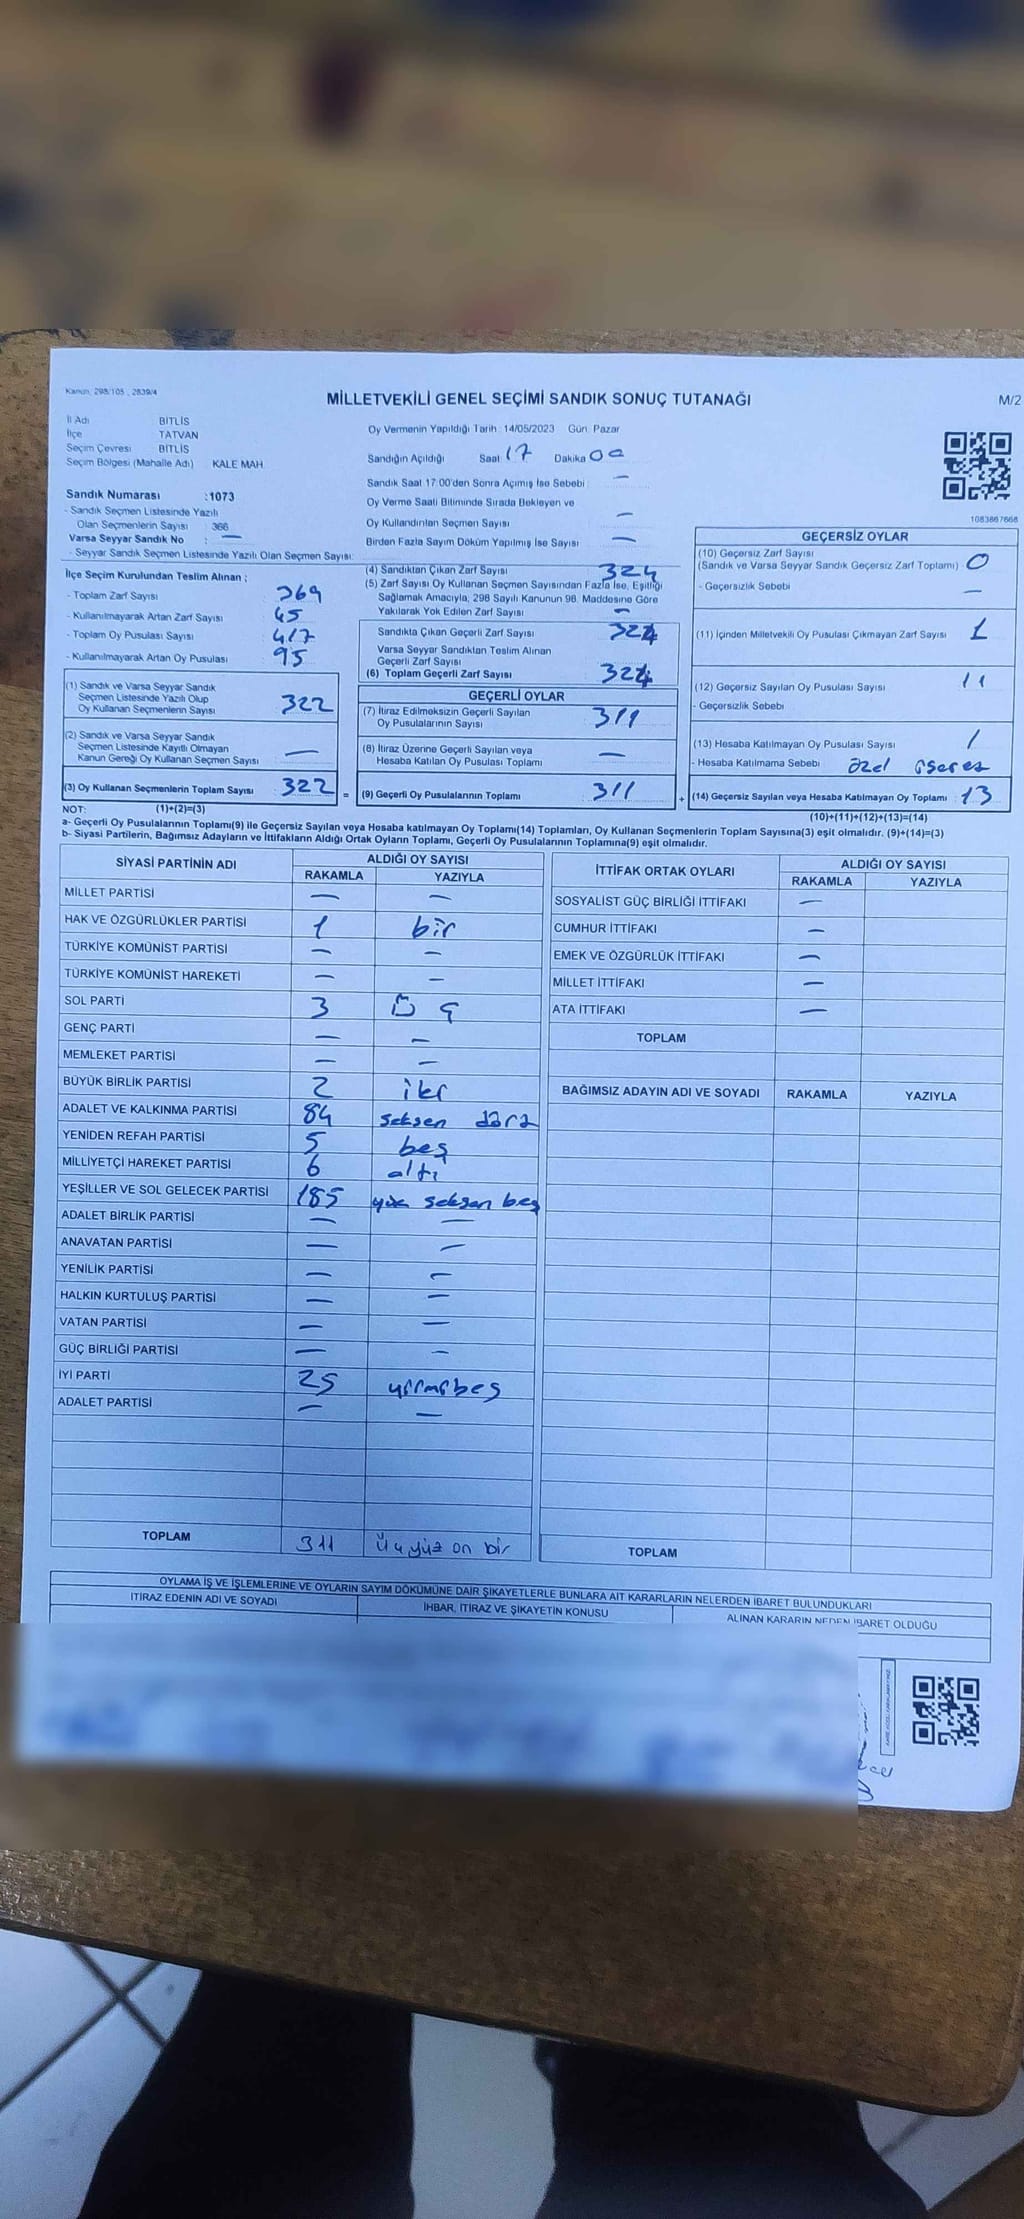 Kanun: 298/105, 2839/4
MİLLETVEKİLİ GENEL SEÇİMİ SANDIK SONUÇ TUTANAĞI
M/2
İl Adı BİTLİS
İlçe TATVAN
Seçim Çevresi BİTLİS
Seçim Bölgesi (Mahalle Adı) KALE MAH
Sandık Numarası :1073
- Sandık Seçmen Listesinde Yazılı
Olan Seçmenlerin Sayısı : 366
Varsa Seyyar Sandık No : —
- Seyyar Sandık Seçmen Listesinde Yazılı Olan Seçmen Sayısı:
Oy Vermenin Yapıldığı Tarih : 14/05/2023 Gün: Pazar
Sandığın Açıldığı Saat 17 Dakika 00
Sandık Saat 17:00'den Sonra Açımış İse Sebebi : —
Oy Verme Saati Bitiminde Sırada Bekleyen ve
Oy Kullandırılan Seçmen Sayısı —
Birden Fazla Sayım Döküm Yapılmış İse Sayısı —
1083667668
İlçe Seçim Kurulundan Teslim Alınan ;
- Toplam Zarf Sayısı 369
- Kullanılmayarak Artan Zarf Sayısı 45
- Toplam Oy Pusulası Sayısı 417
- Kullanılmayarak Artan Oy Pusulası 95
(4) Sandıktan Çıkan Zarf Sayısı 324
(5) Zarf Sayısı Oy Kullanan Seçmen Sayısından Fazla İse, Eşitliği
Sağlamak Amacıyla, 298 Sayılı Kanunun 98. Maddesine Göre
Yakılarak Yok Edilen Zarf Sayısı —
Sandıkta Çıkan Geçerli Zarf Sayısı 324
Varsa Seyyar Sandıktan Teslim Alınan
Geçerli Zarf Sayısı
(6) Toplam Geçerli Zarf Sayısı 324
GEÇERSİZ OYLAR
(10) Geçersiz Zarf Sayısı
(Sandık ve Varsa Seyyar Sandık Geçersiz Zarf Toplamı) 0
- Geçersizlik Sebebi —
(11) İçinden Milletvekili Oy Pusulası Çıkmayan Zarf Sayısı 1
(12) Geçersiz Sayılan Oy Pusulası Sayısı 11
- Geçersizlik Sebebi
(13) Hesaba Katılmayan Oy Pusulası Sayısı 1
- Hesaba Katılmama Sebebi özel
(14) Geçersiz Sayılan veya Hesaba Katılmayan Oy Toplamı 13
(10)+(11)+(12)+(13)=(14)
(1) Sandık ve Varsa Seyyar Sandık
Seçmen Listesinde Yazılı Olup
Oy Kullanan Seçmenlerin Sayısı 322
(2) Sandık ve Varsa Seyyar Sandık
Seçmen Listesinde Kayıtlı Olmayan
Kanun Gereği Oy Kullanan Seçmen Sayısı —
(3) Oy Kullanan Seçmenlerin Toplam Sayısı 322 =
GEÇERLİ OYLAR
(7) İtiraz Edilmeksizin Geçerli Sayılan
Oy Pusulalarının Sayısı 311
(8) İtiraz Üzerine Geçerli Sayılan veya
Hesaba Katılan Oy Pusulası Toplamı —
(9) Geçerli Oy Pusulalarının Toplamı 311 +
NOT: (1)+(2)=(3)
a- Geçerli Oy Pusulalarının Toplamı(9) ile Geçersiz Sayılan veya Hesaba katılmayan Oy Toplamı(14) Toplamları, Oy Kullanan Seçmenlerin Toplam Sayısına(3) eşit olmalıdır. (9)+(14)=(3)
b- Siyasi Partilerin, Bağımsız Adayların ve İttifakların Aldığı Ortak Oyların Toplamı, Geçerli Oy Pusulalarının Toplamına(9) eşit olmalıdır.
SİYASİ PARTİNİN ADI ALDIĞI OY SAYISI
RAKAMLA YAZIYLA
MİLLET PARTİSİ — —
HAK VE ÖZGÜRLÜKLER PARTİSİ 1 bir
TÜRKİYE KOMÜNİST PARTİSİ — —
TÜRKİYE KOMÜNİST HAREKETİ — —
SOL PARTİ 3 Üç
GENÇ PARTİ — —
MEMLEKET PARTİSİ — —
BÜYÜK BİRLİK PARTİSİ 2 iki
ADALET VE KALKINMA PARTİSİ 84 seksen dört
YENİDEN REFAH PARTİSİ 5 beş
MİLLİYETÇİ HAREKET PARTİSİ 6 altı
YEŞİLLER VE SOL GELECEK PARTİSİ 185 yüz seksen beş
ADALET BİRLİK PARTİSİ — —
ANAVATAN PARTİSİ — —
YENİLİK PARTİSİ — —
HALKIN KURTULUŞ PARTİSİ — —
VATAN PARTİSİ — —
GÜÇ BİRLİĞİ PARTİSİ — —
İYİ PARTİ 25 yirmibeş
ADALET PARTİSİ — —
TOPLAM 311 Üçyüz on bir
İTTİFAK ORTAK OYLARI ALDIĞI OY SAYISI
RAKAMLA YAZIYLA
SOSYALİST GÜÇ BİRLİĞİ İTTİFAKI —
CUMHUR İTTİFAKI —
EMEK VE ÖZGÜRLÜK İTTİFAKI —
MİLLET İTTİFAKI —
ATA İTTİFAKI —
TOPLAM
BAĞIMSIZ ADAYIN ADI VE SOYADI RAKAMLA YAZIYLA
TOPLAM
OYLAMA İŞ VE İŞLEMLERİNE VE OYLARIN SAYIM DÖKÜMÜNE DAİR ŞİKAYETLERLE BUNLARA AİT KARARLARIN NELERDEN İBARET BULUNDUKLARI
İTİRAZ EDENİN ADI VE SOYADI İHBAR, İTİRAZ VE ŞİKAYETİN KONUSU ALINAN KARARIN NEDEN İBARET OLDUĞU